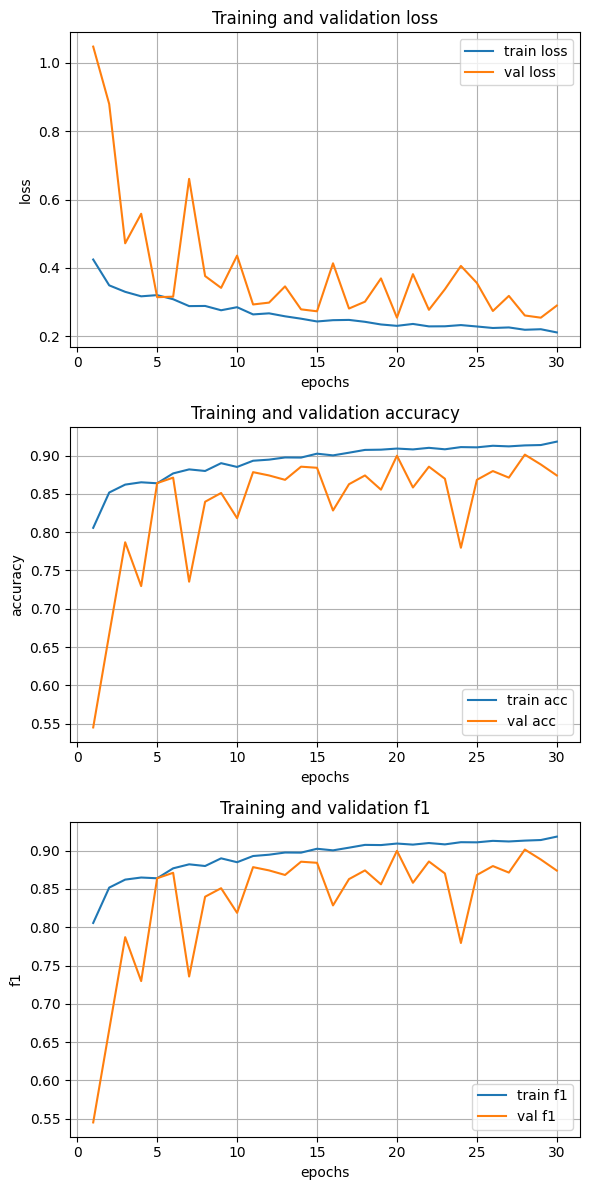 Training and validation loss
train loss
val loss
1.0
0.8
0.6
0.4
0.2
loss
0 5 10 15 20 25 30
epochs
Training and validation accuracy
0.90
0.85
0.80
0.75
0.70
0.65
0.60
0.55
accuracy
train acc
val acc
0 5 10 15 20 25 30
epochs
Training and validation f1
0.90
0.85
0.80
0.75
0.70
0.65
0.60
0.55
f1
train f1
val f1
0 5 10 15 20 25 30
epochs